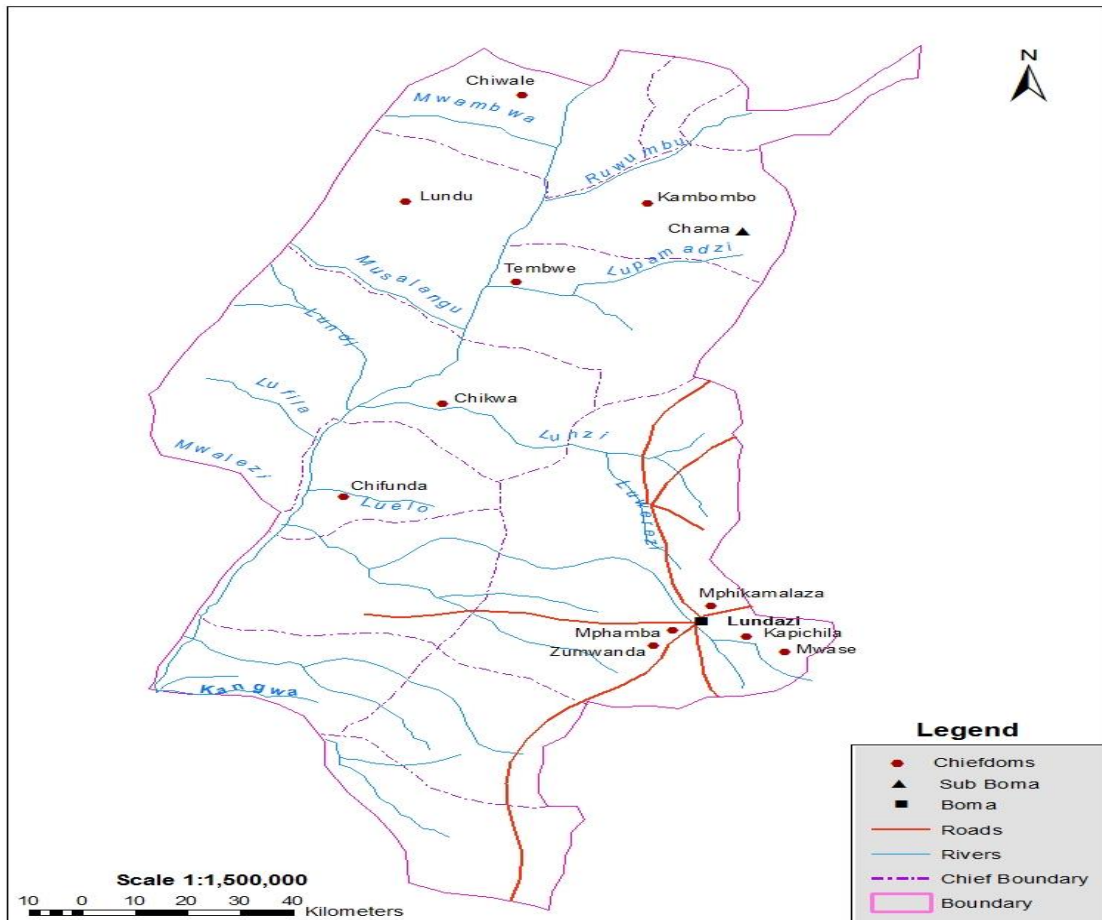 N
Chiwale
Mwambwa
Ruwumbu
Lundu
Kambombo
Chama
Lupamadzi
Tembwe
Musalangu
Lundi
Lufila
Chikwa
Lunzi
Mwalezi
Chifunda
Luelo
Luwelezi
Mphikamalaza
Lundazi
Mphamba
Kapichila
Zumwanda
Mwase
Kangwa
Legend
Chiefdoms
Sub Boma
Boma
Roads
Rivers
Chief Boundary
Boundary
Scale 1:1,500,000
10 0 10 20 30 40
Kilometers